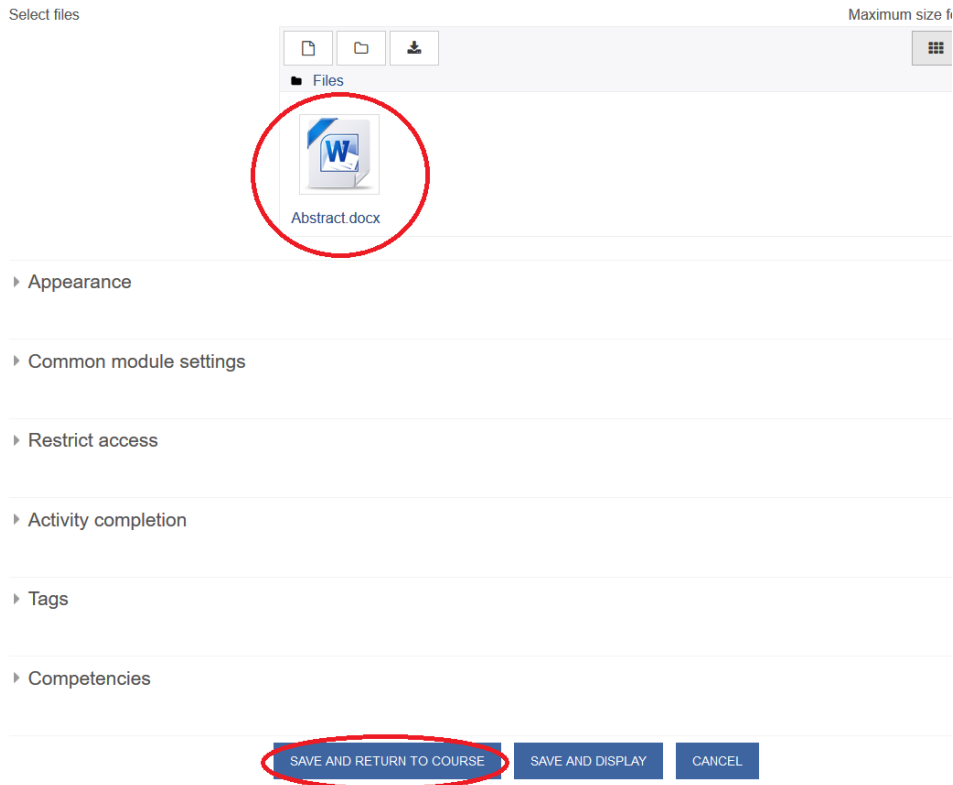 Select files
Maximum size
Files
W
Abstract.docx
Appearance
Common module settings
Restrict access
Activity completion
Tags
Competencies
SAVE AND RETURN TO COURSE
SAVE AND DISPLAY
CANCEL